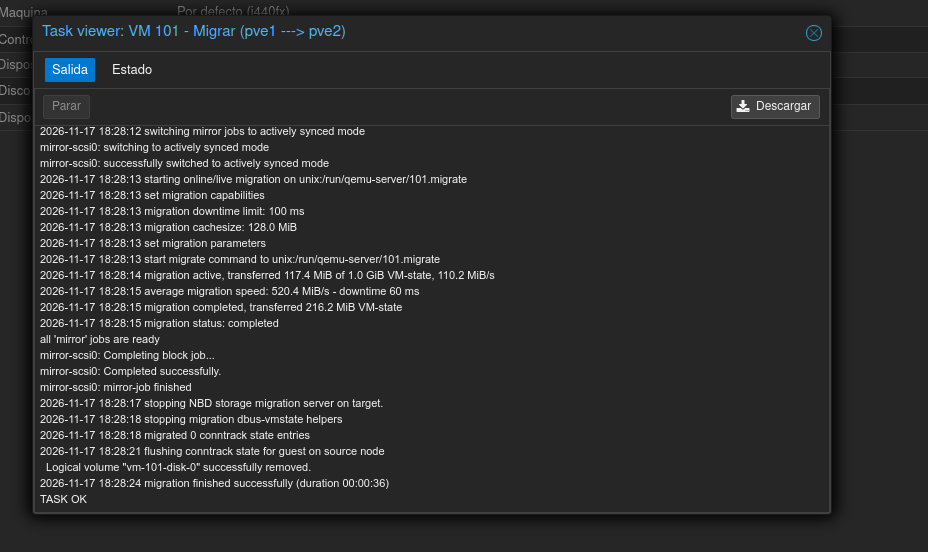 Maquina Por defecto (i440fx)
Task viewer: VM 101 - Migrar (pve1 ---> pve2)
Contr
Salida Estado
Dispo
Disco
Parar Descargar
Dispo
2026-11-17 18:28:12 switching mirror jobs to actively synced mode
mirror-scsi0: switching to actively synced mode
mirror-scsi0: successfully switched to actively synced mode
2026-11-17 18:28:13 starting online/live migration on unix:/run/qemu-server/101.migrate
2026-11-17 18:28:13 set migration capabilities
2026-11-17 18:28:13 migration downtime limit: 100 ms
2026-11-17 18:28:13 migration cachesize: 128.0 MiB
2026-11-17 18:28:13 set migration parameters
2026-11-17 18:28:13 start migrate command to unix:/run/qemu-server/101.migrate
2026-11-17 18:28:14 migration active, transferred 117.4 MiB of 1.0 GiB VM-state, 110.2 MiB/s
2026-11-17 18:28:15 average migration speed: 520.4 MiB/s - downtime 60 ms
2026-11-17 18:28:15 migration completed, transferred 216.2 MiB VM-state
2026-11-17 18:28:15 migration status: completed
all 'mirror' jobs are ready
mirror-scsi0: Completing block job...
mirror-scsi0: Completed successfully.
mirror-scsi0: mirror-job finished
2026-11-17 18:28:17 stopping NBD storage migration server on target.
2026-11-17 18:28:18 stopping migration dbus-vmstate helpers
2026-11-17 18:28:18 migrated 0 conntrack state entries
2026-11-17 18:28:21 flushing conntrack state for guest on source node
Logical volume "vm-101-disk-0" successfully removed.
2026-11-17 18:28:24 migration finished successfully (duration 00:00:36)
TASK OK